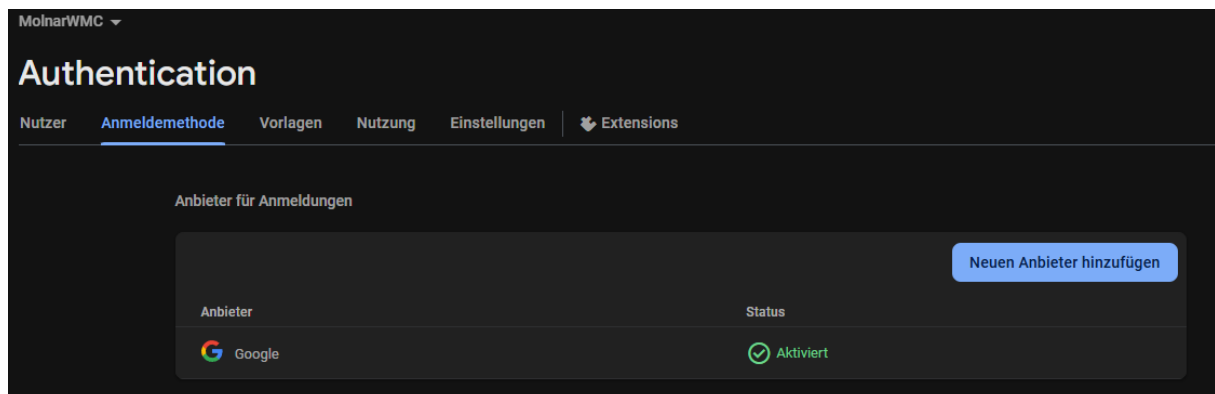 MolnarWMC
Authentication
Nutzer Anmeldemethode Vorlagen Nutzung Einstellungen Extensions
Anbieter für Anmeldungen
Neuen Anbieter hinzufügen
Anbieter Status
Google Aktiviert